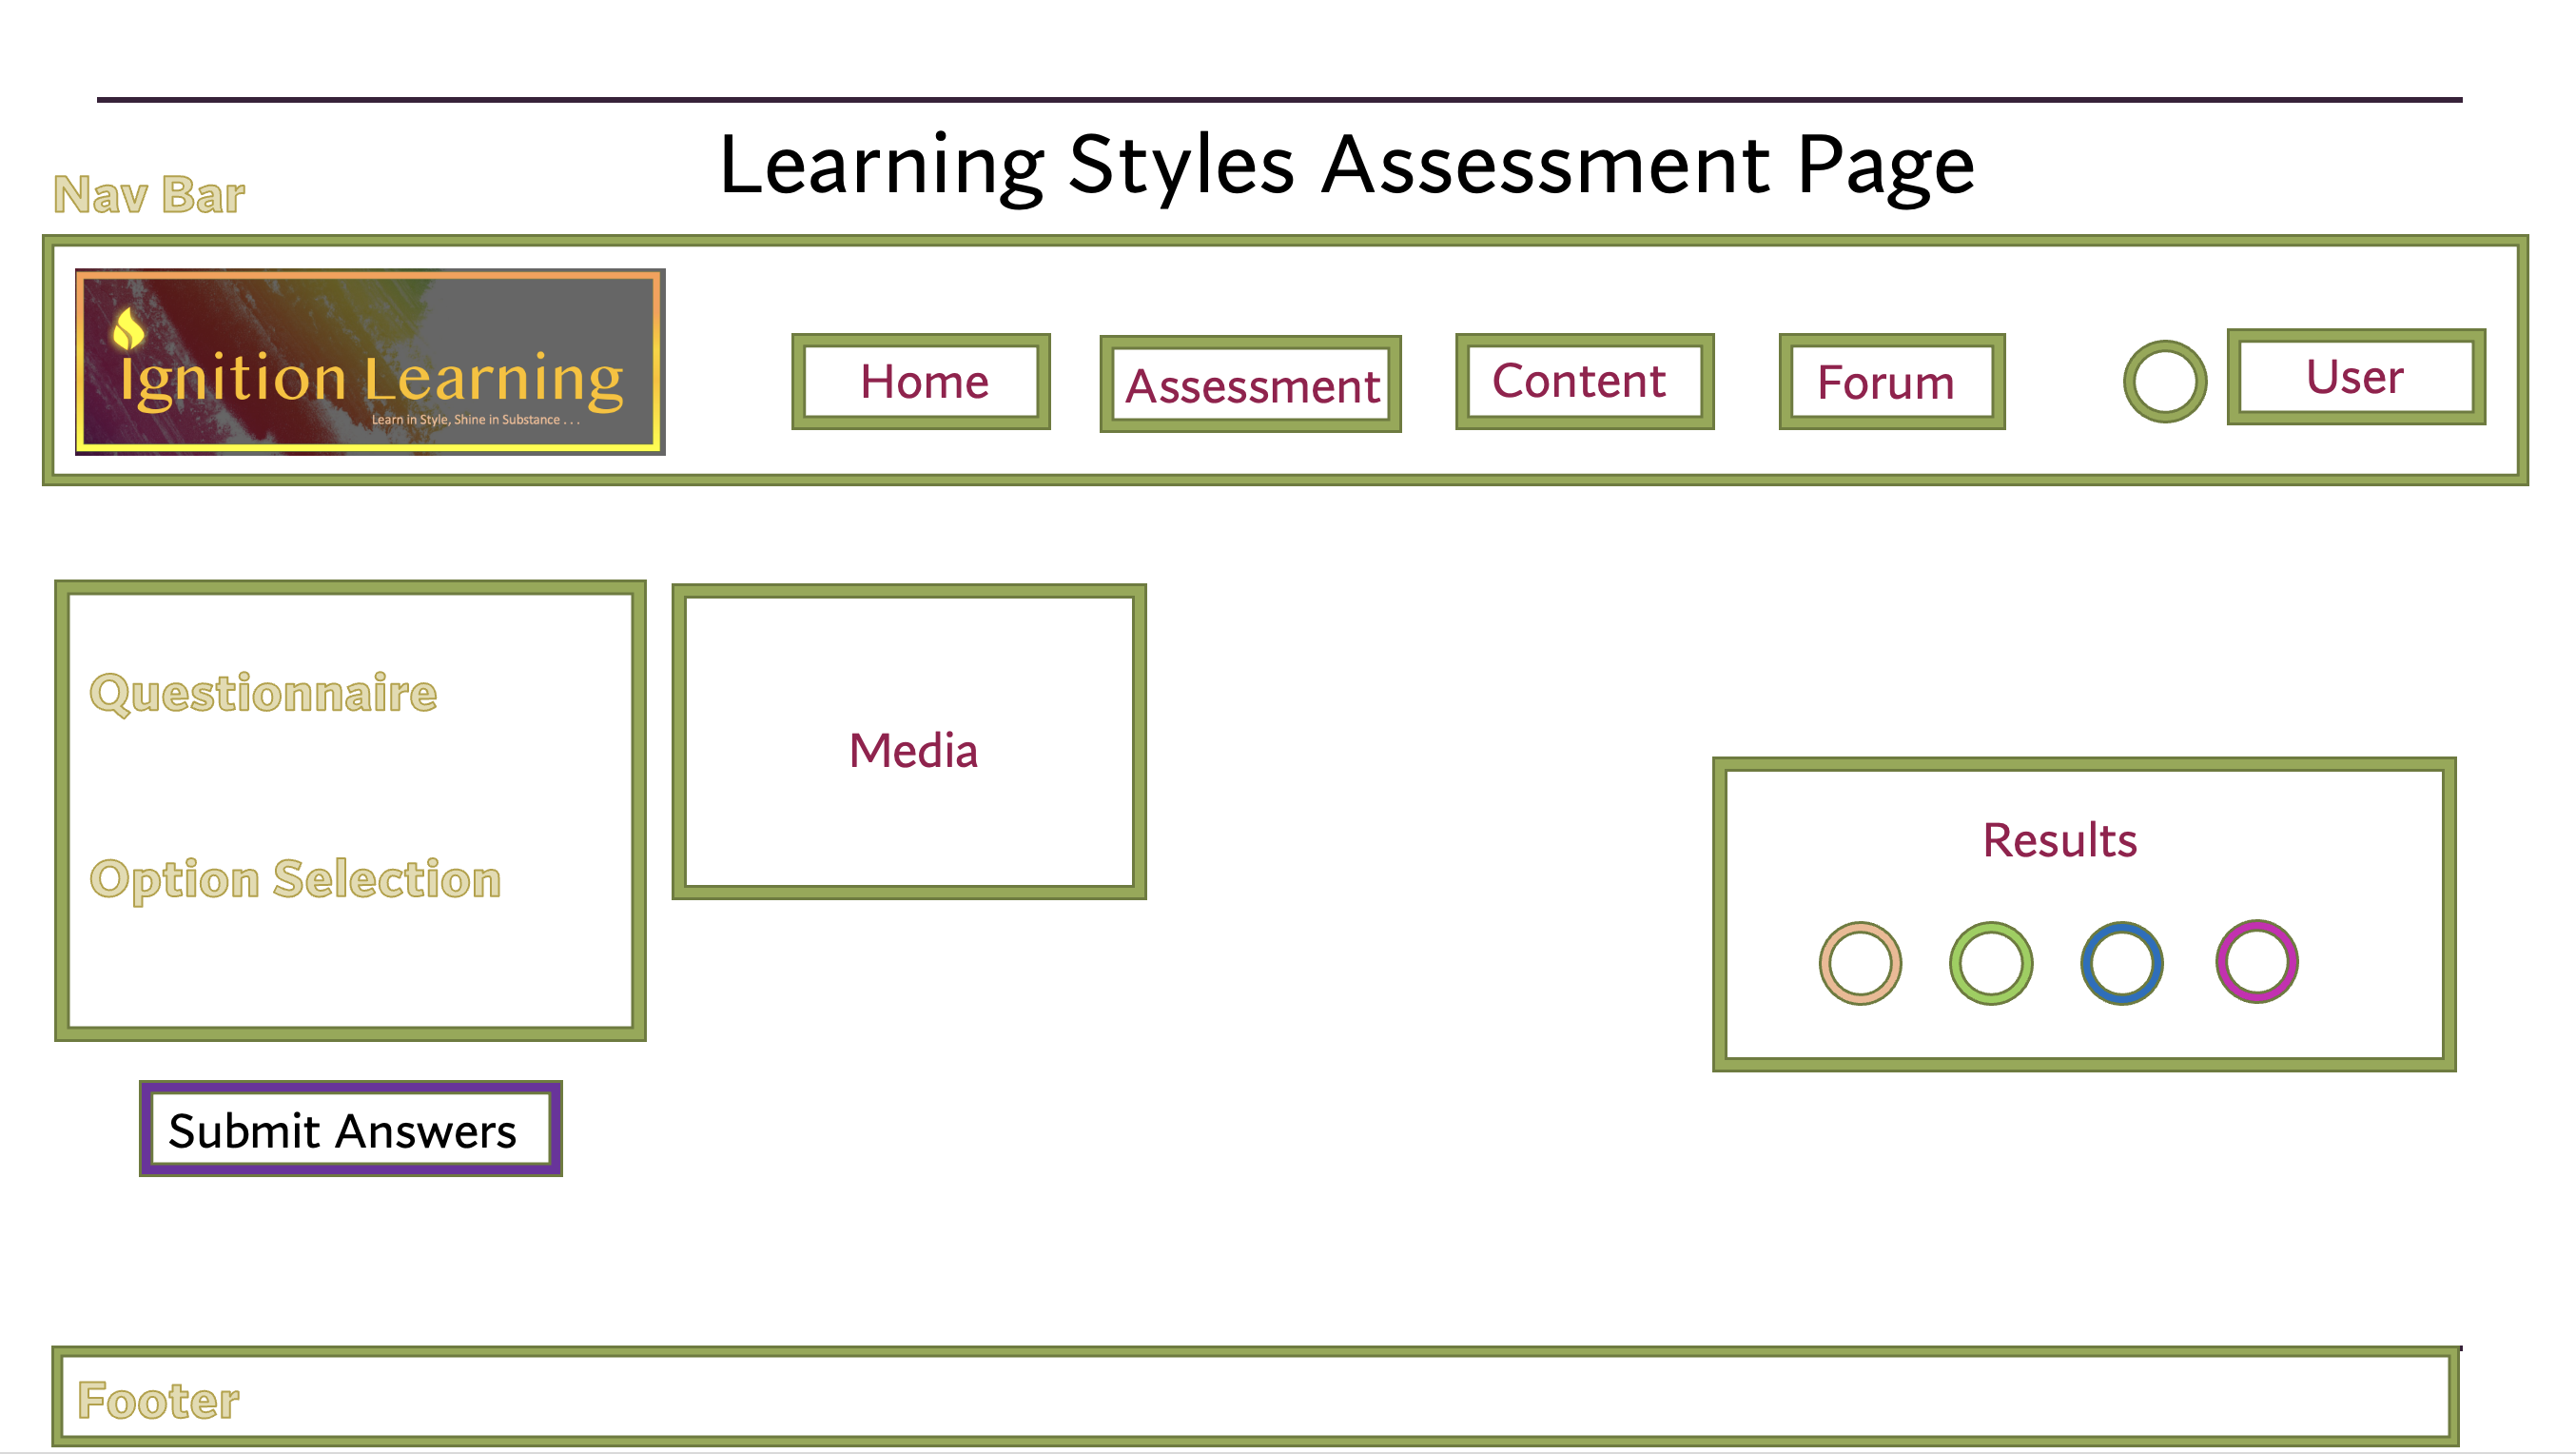 Learning Styles Assessment Page
Nav Bar
Ignition Learning
Learn in Style, Shine in Substance . . .
Home
Assessment
Content
Forum
User
Questionnaire
Option Selection
Media
Results
Submit Answers
Footer